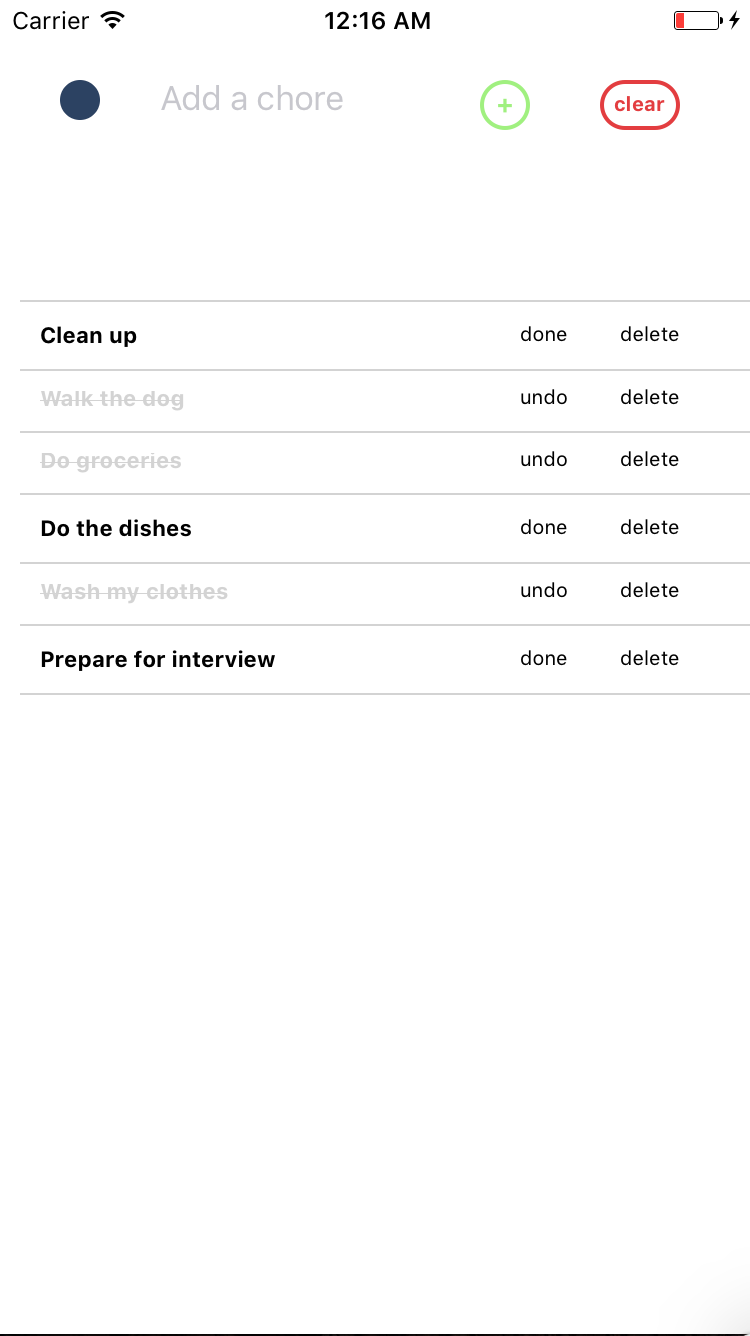 Carrier 12:16 AM
Add a chore + clear
Clean up done delete
Walk the dog undo delete
Do groceries undo delete
Do the dishes done delete
Wash my clothes undo delete
Prepare for interview done delete